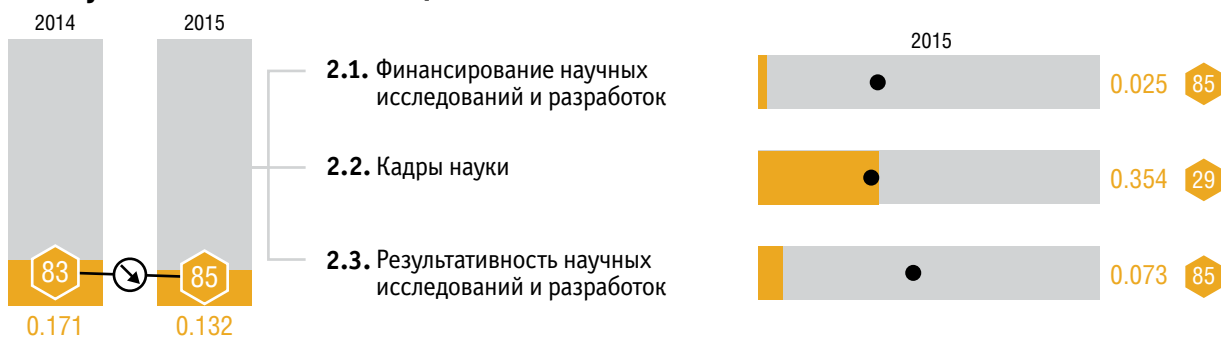 2014
2015
83
85
0.171
0.132
2.1. Финансирование научных
исследований и разработок
2.2. Кадры науки
2.3. Результативность научных
исследований и разработок
2015
0.025
85
0.354
29
0.073
85